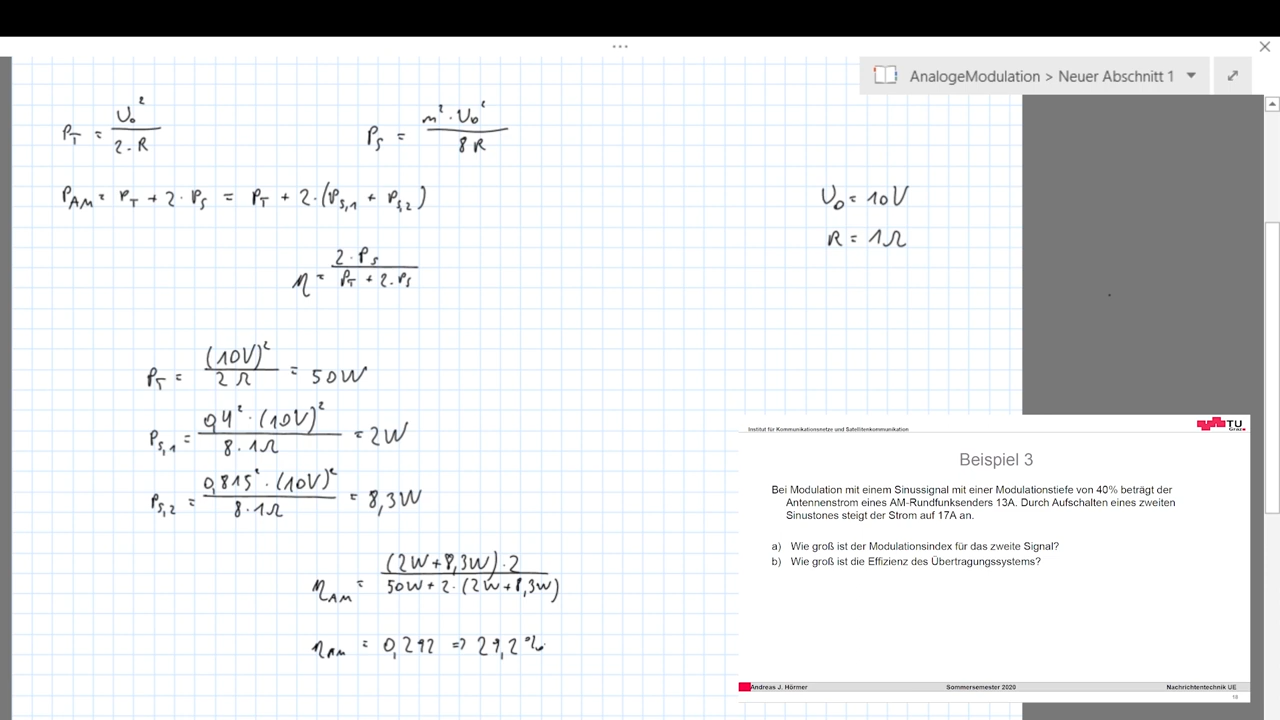 AnalogeModulation > Neuer Abschnitt 1
P_T = U_0² / 2·R
P_S = m²·U_0² / 8R
P_AM = P_T + 2·P_S = P_T + 2·(P_S,1 + P_S,2)
U_0 = 10V
R = 1Ω
η = 2·P_S / P_T + 2·P_S
P_T = (10V)² / 2Ω = 50W
P_S,1 = 0,4²·(10V)² / 8·1Ω = 2W
P_S,2 = 0,815²·(10V)² / 8·1Ω = 8,3W
η_AM = (2W+8,3W)·2 / 50W+2·(2W+8,3W)
η_AM = 0,292 => 29,2%
Institut für Kommunikationsnetze und Satellitenkommunikation
TU
Graz
Beispiel 3
Bei Modulation mit einem Sinussignal mit einer Modulationstiefe von 40% beträgt der
Antennenstrom eines AM-Rundfunksenders 13A. Durch Aufschalten eines zweiten
Sinustones steigt der Strom auf 17A an.
a) Wie groß ist der Modulationsindex für das zweite Signal?
b) Wie groß ist die Effizienz des Übertragungssystems?
Andreas J. Hörmer
Sommersemester 2020
Nachrichtentechnik UE